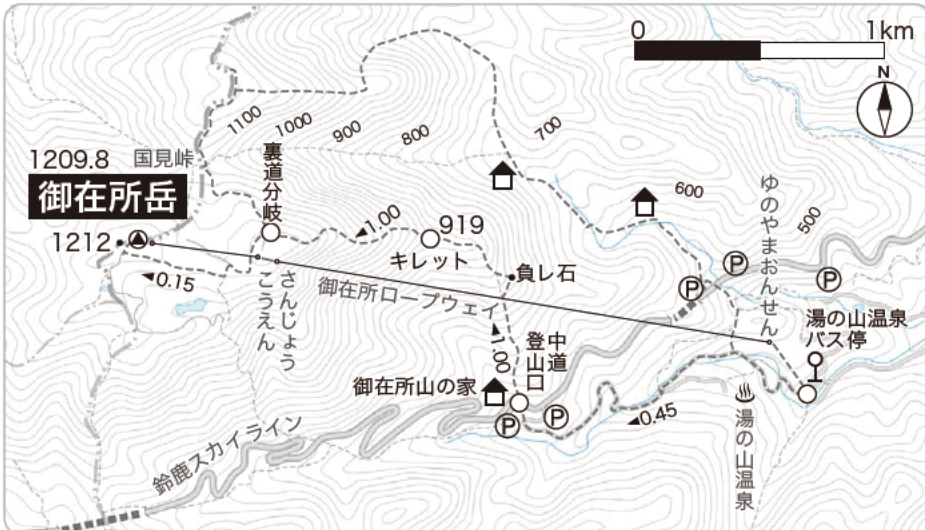 0
1km
N
1100
1000
900
800
700
600
500
1209.8
国見峠
御在所岳
1212
裏道分岐
◀1.00
919
キレット
負レ石
◀0.15
さんじょう
こうえん
御在所ロープウェイ
◀1.00
中道
登山口
御在所山の家
ゆのやまおんせん
湯の山温泉
バス停
湯の山温泉
◀0.45
鈴鹿スカイライン
P
P
P
P
P